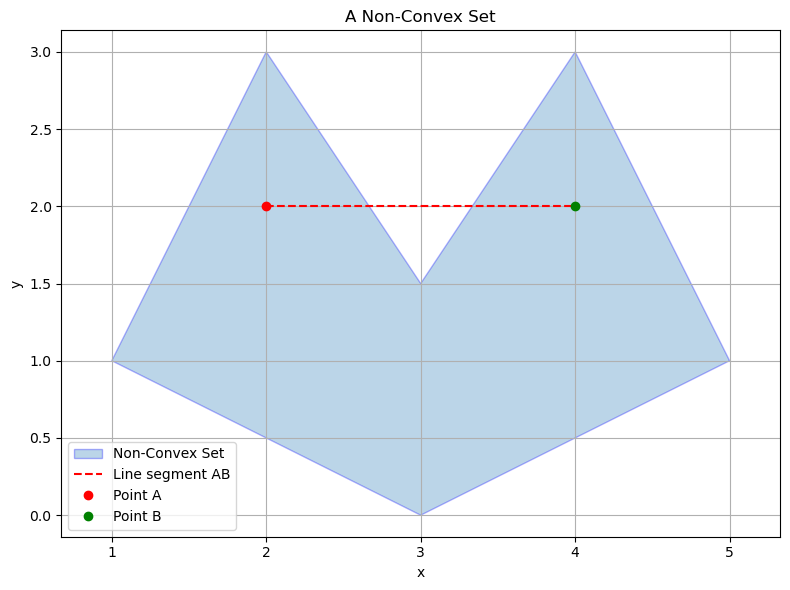 A Non-Convex Set
3.0
2.5
2.0
1.5
1.0
0.5
0.0
y
Non-Convex Set
Line segment AB
Point A
Point B
1 2 3 4 5
x